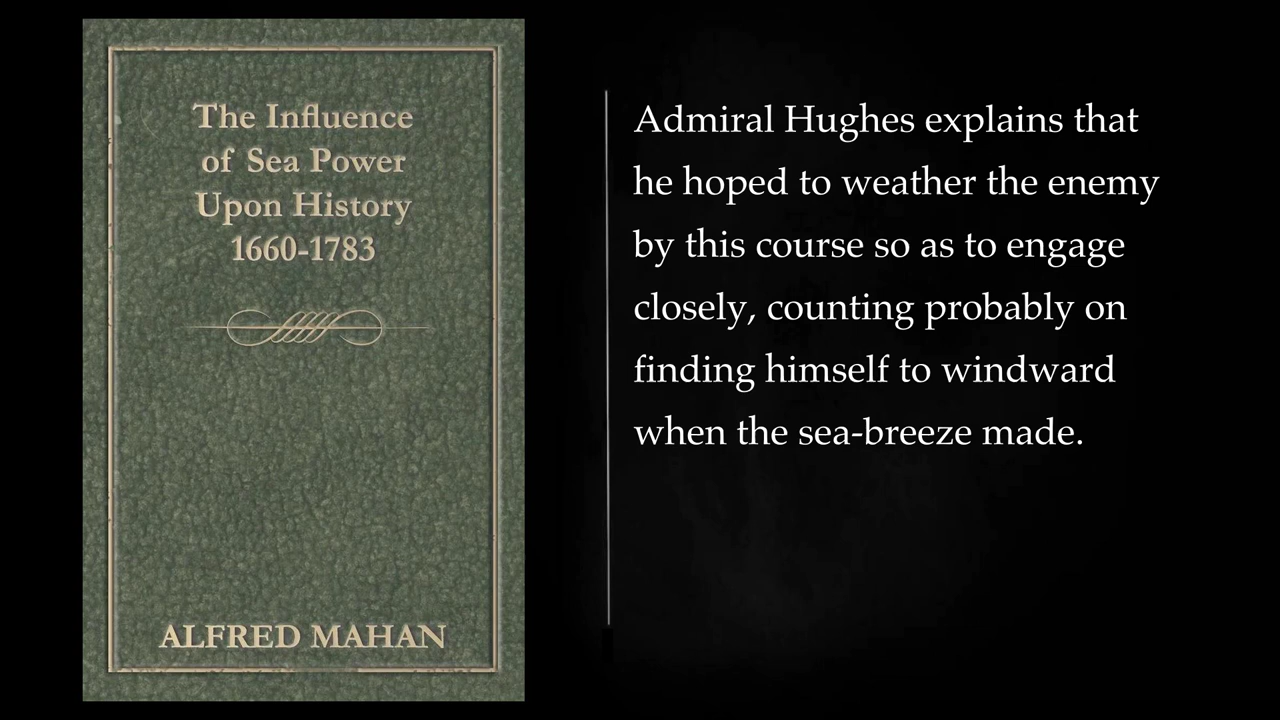 The Influence
of Sea Power
Upon History
1660-1783
ALFRED MAHAN
Admiral Hughes explains that
he hoped to weather the enemy
by this course so as to engage
closely, counting probably on
finding himself to windward
when the sea-breeze made.